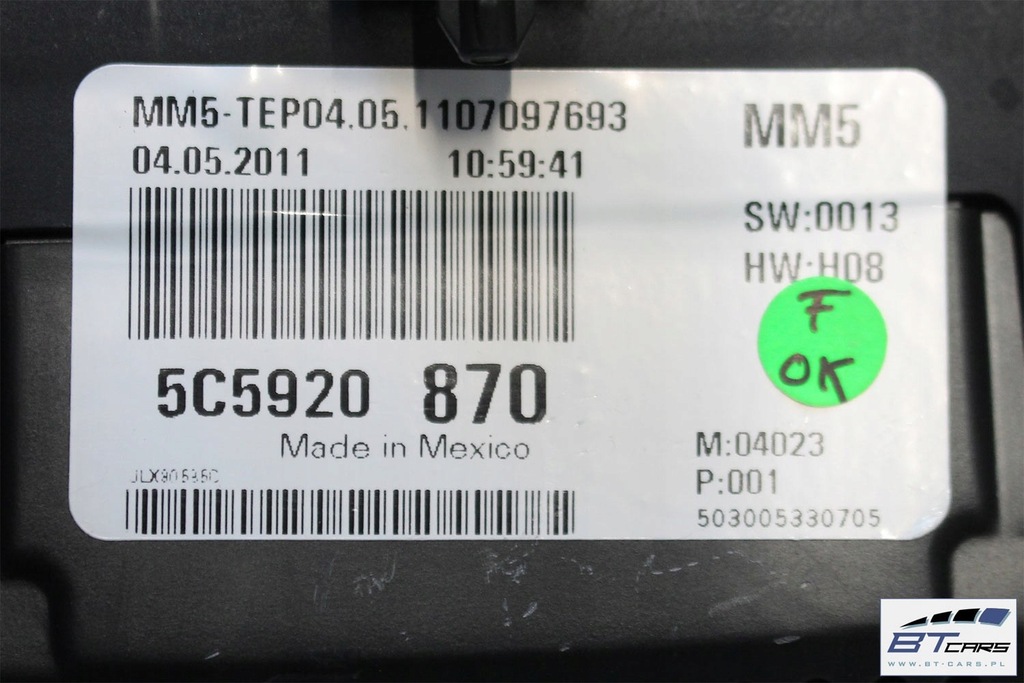 MM5-TEP04.05.1107097693
04.05.2011 10:59:41
MM5
SW:0013
HW:H08
F
OK
5C5920 870
Made in Mexico
M:04023
P:001
503005330705
BTCARS
WWW.BT-CARS.PL